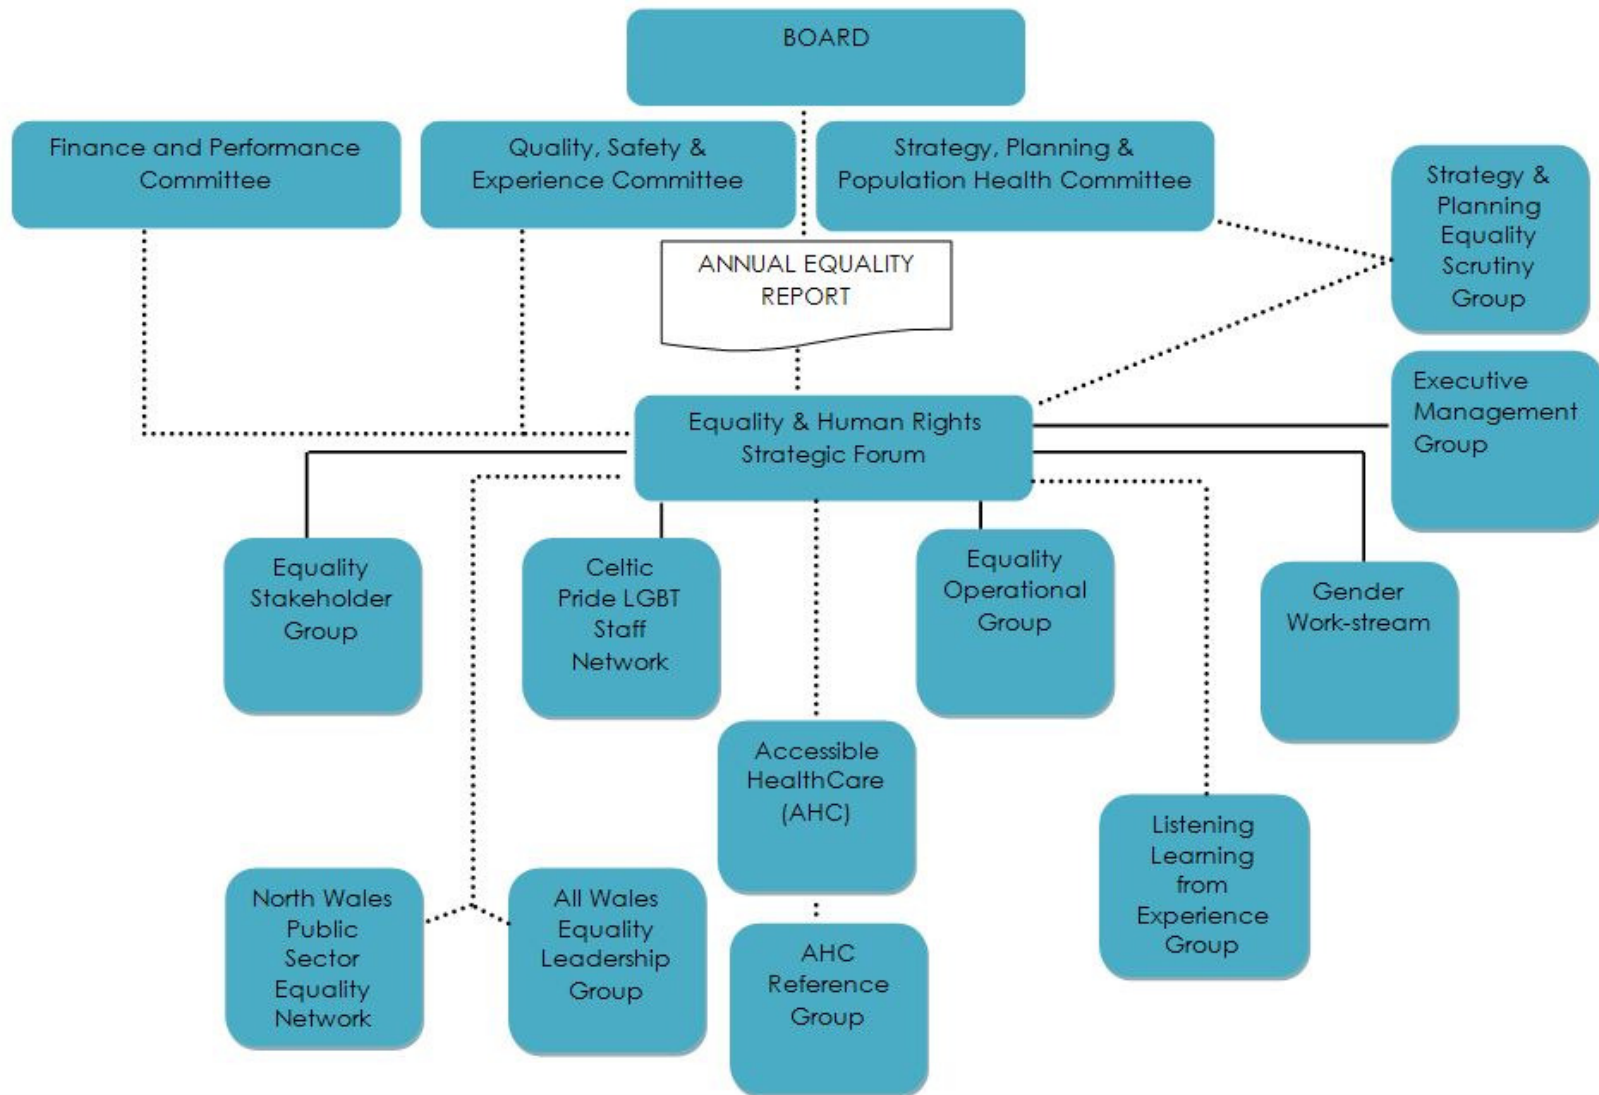 BOARD
Finance and Performance
Committee
Quality, Safety &
Experience Committee
Strategy, Planning &
Population Health Committee
Strategy &
Planning
Equality
Scrutiny
Group
ANNUAL EQUALITY
REPORT
Executive
Management
Group
Equality & Human Rights
Strategic Forum
Equality
Stakeholder
Group
Celtic
Pride LGBT
Staff
Network
Equality
Operational
Group
Gender
Work-stream
Accessible
HealthCare
(AHC)
Listening
Learning
from
Experience
Group
North Wales
Public
Sector
Equality
Network
All Wales
Equality
Leadership
Group
AHC
Reference
Group